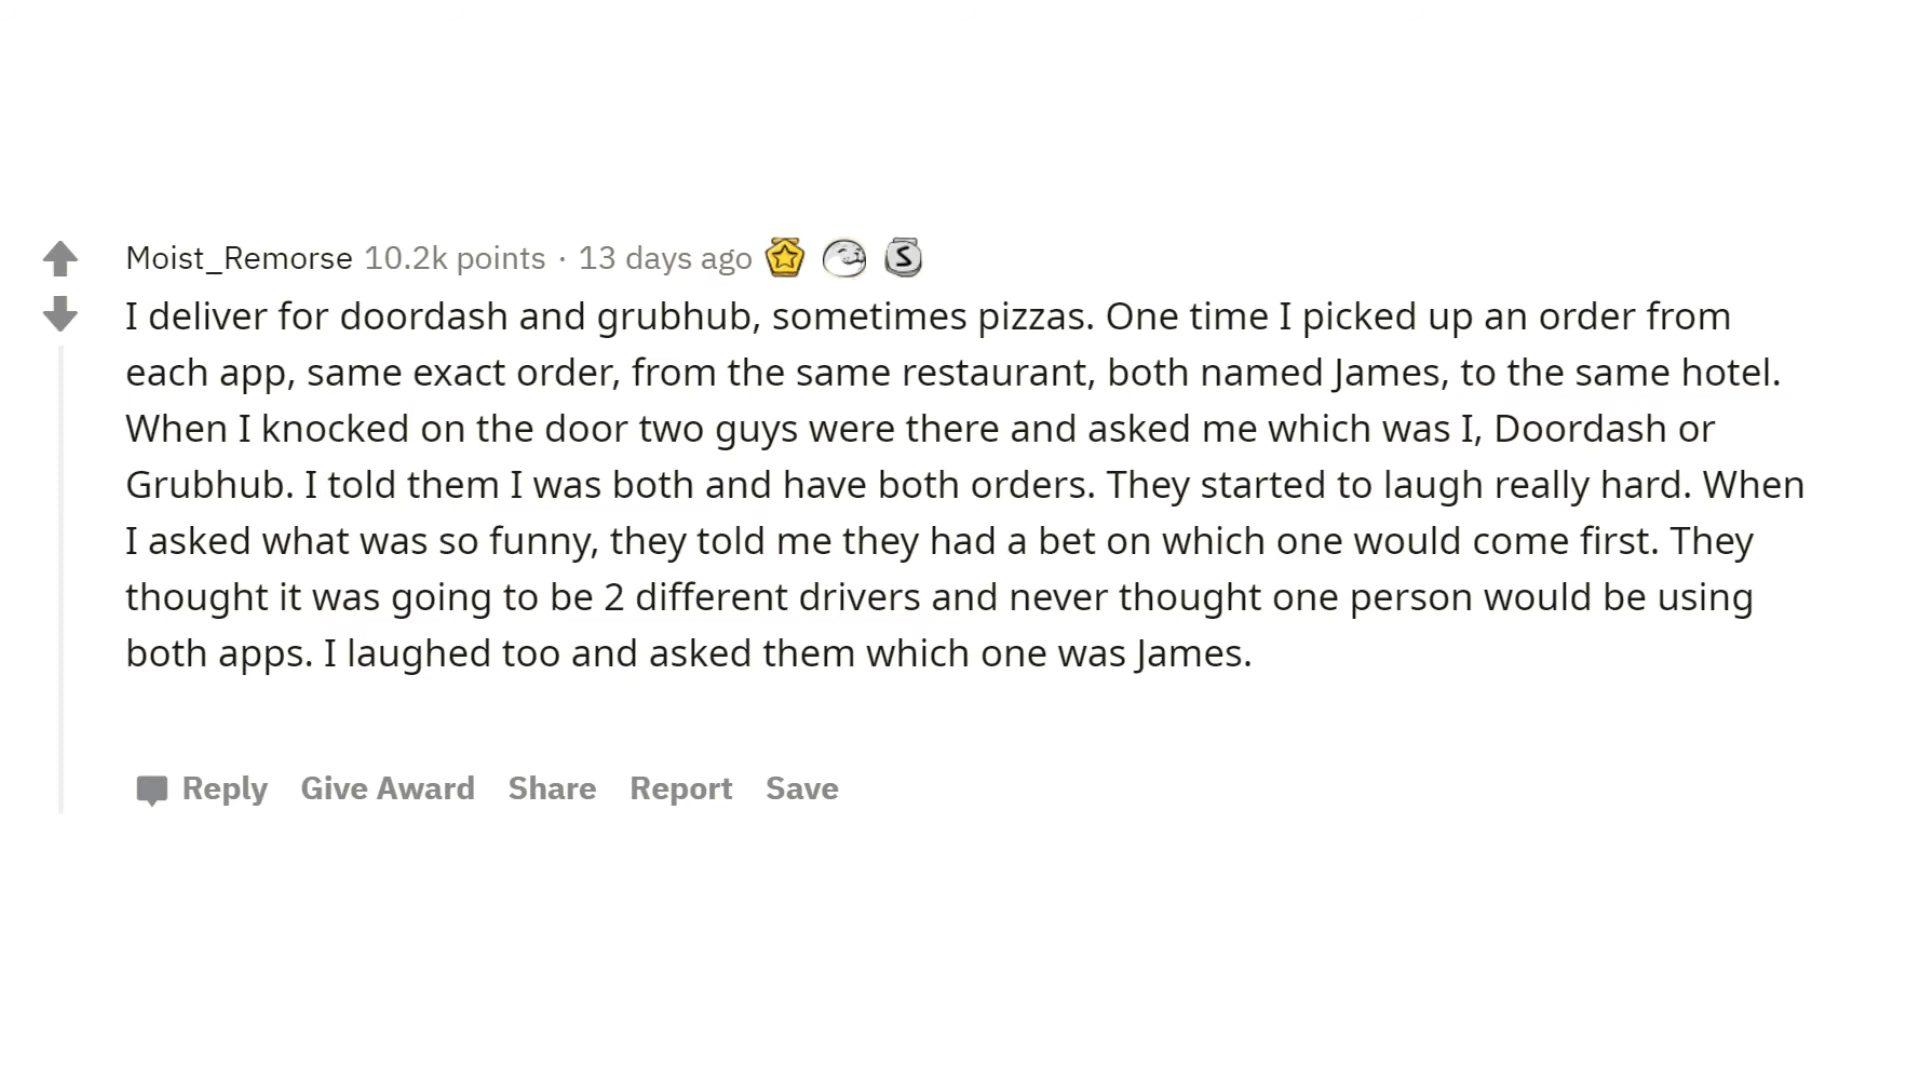 Moist_Remorse 10.2k points · 13 days ago S
I deliver for doordash and grubhub, sometimes pizzas. One time I picked up an order from
each app, same exact order, from the same restaurant, both named James, to the same hotel.
When I knocked on the door two guys were there and asked me which was I, Doordash or
Grubhub. I told them I was both and have both orders. They started to laugh really hard. When
I asked what was so funny, they told me they had a bet on which one would come first. They
thought it was going to be 2 different drivers and never thought one person would be using
both apps. I laughed too and asked them which one was James.
Reply Give Award Share Report Save